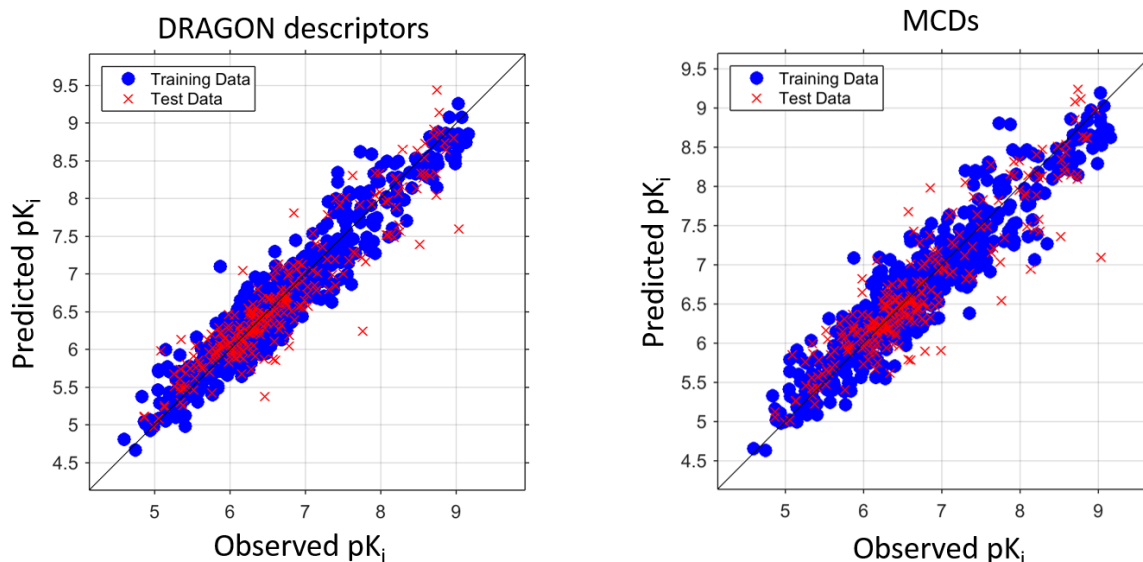 DRAGON descriptors
Training Data
Test Data
9.5
9
8.5
8
7.5
7
6.5
6
5.5
5
4.5
5 6 7 8 9
Predicted pKi
Observed pKi
MCDs
Training Data
Test Data
9.5
9
8.5
8
7.5
7
6.5
6
5.5
5
4.5
5 6 7 8 9
Predicted pKi
Observed pKi